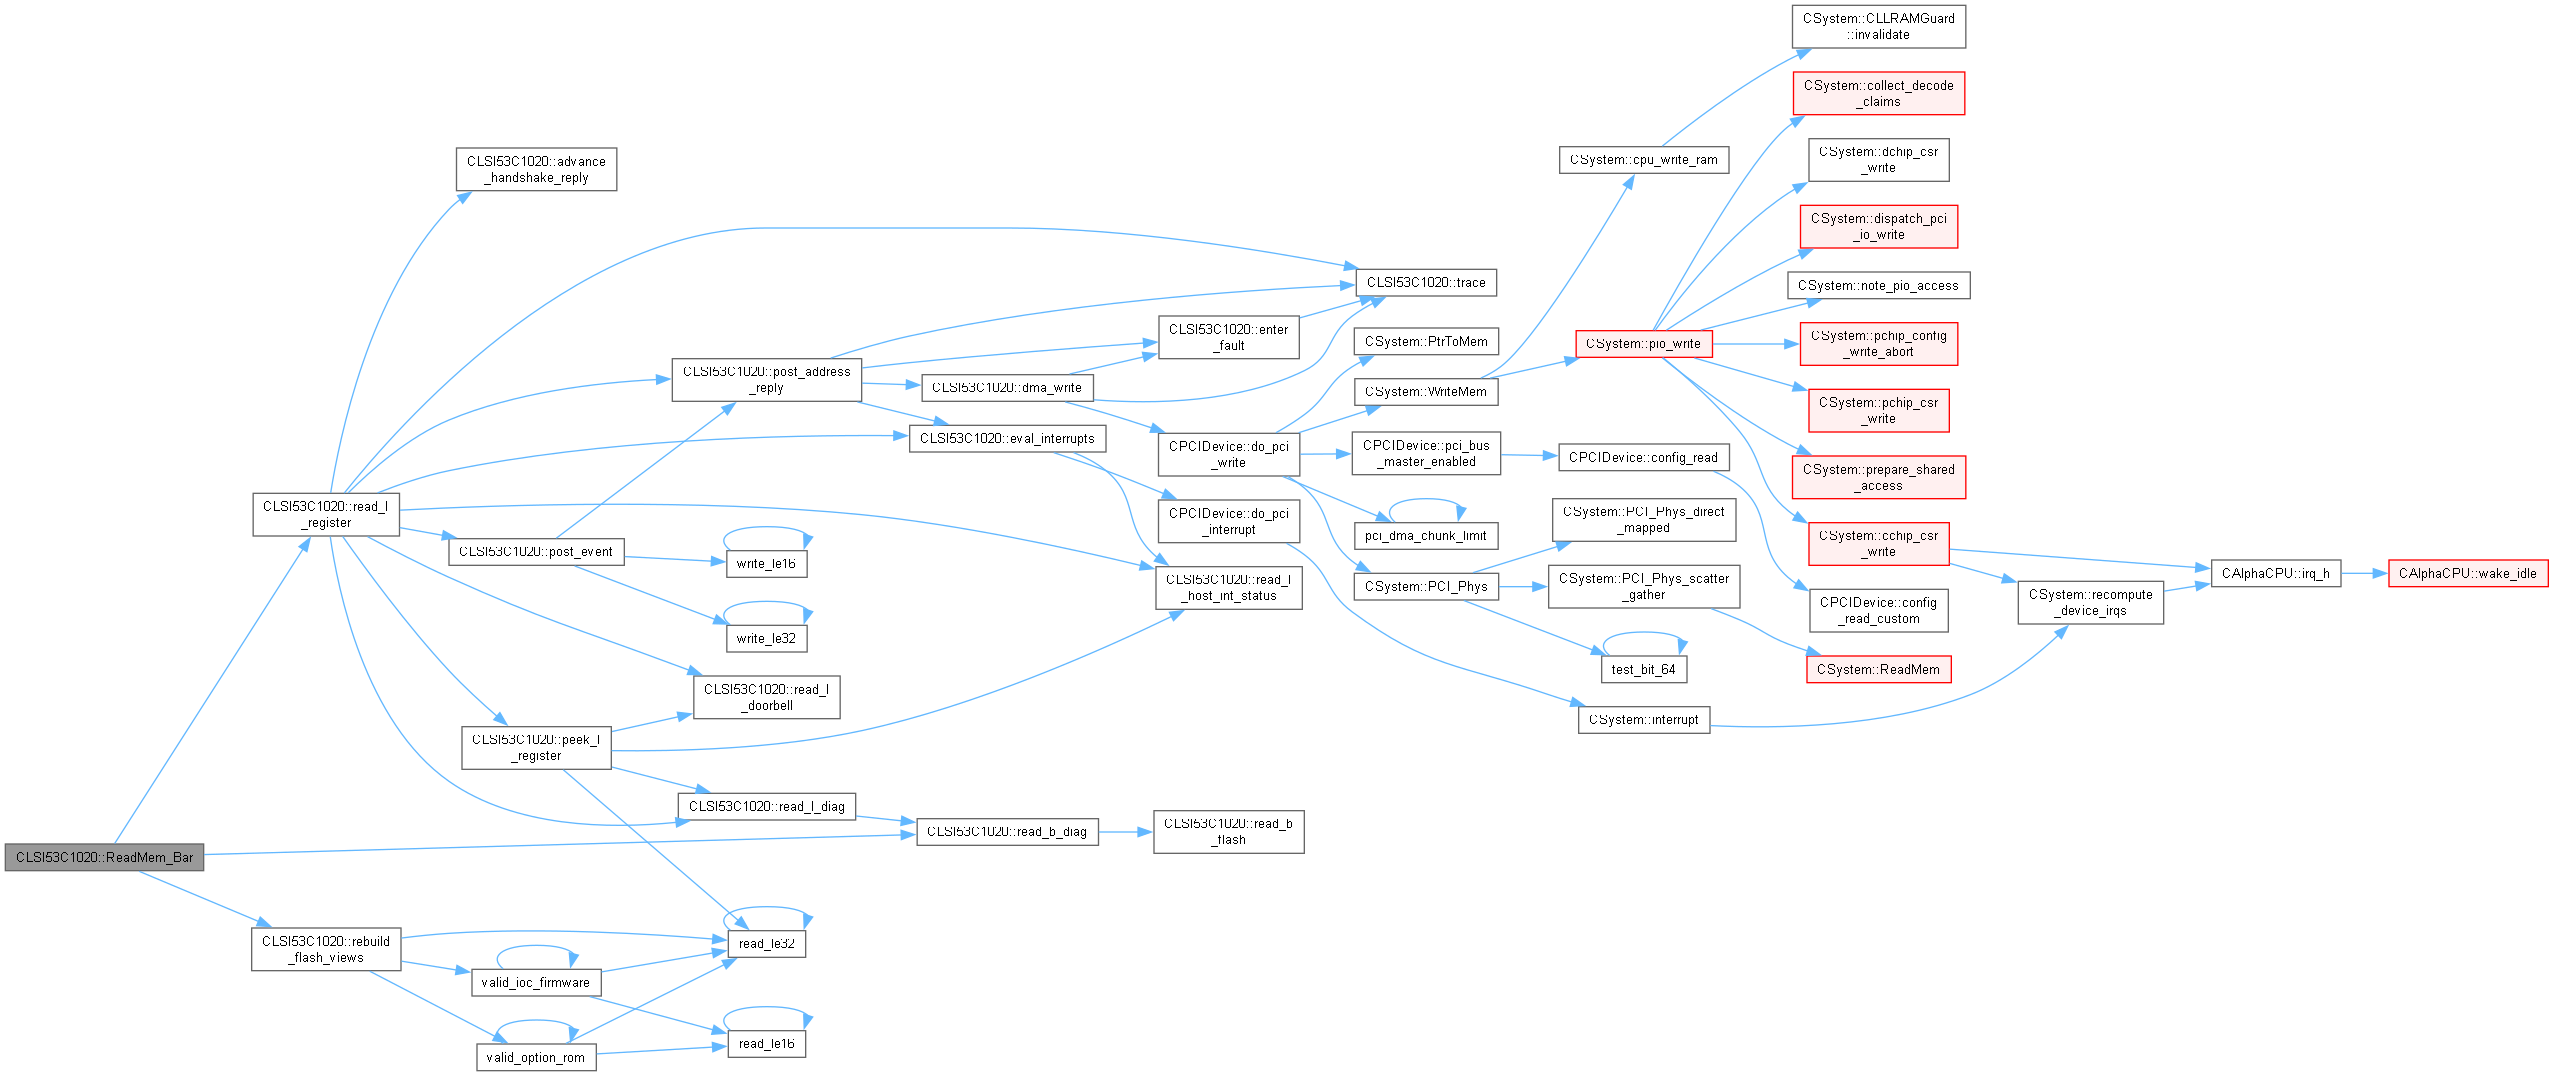 CSystem::CLLRAMGuard
::invalidate
CSystem::collect_decode
_claims
CSystem::dchip_csr
_write
CSystem::dispatch_pci
_io_write
CSystem::note_pio_access
CSystem::pchip_config
_write_abort
CSystem::pchip_csr
_write
CSystem::prepare_shared
_access
CSystem::cchip_csr
_write
CPCIDevice::config
_read_custom
CSystem::ReadMem
CSystem::cpu_write_ram
CSystem::pio_write
CPCIDevice::config_read
CSystem::PCI_Phys_direct
_mapped
CSystem::PCI_Phys_scatter
_gather
test_bit_64
CSystem::interrupt
CSystem::recompute
_device_irqs
CAlphaCPU::irq_h
CAlphaCPU::wake_idle
CLSI53C1020::trace
CSystem::PtrToMem
CSystem::WriteMem
CPCIDevice::pci_bus
_master_enabled
pci_dma_chunk_limit
CSystem::PCI_Phys
CLSI53C1020::enter
_fault
CPCIDevice::do_pci
_write
CPCIDevice::do_pci
_interrupt
CLSI53C1020::read_l
_host_int_status
CLSI53C1020::read_b
_flash
CLSI53C1020::dma_write
CLSI53C1020::eval_interrupts
CLSI53C1020::read_b_diag
CLSI53C1020::post_address
_reply
write_le16
write_le32
CLSI53C1020::read_l
_doorbell
CLSI53C1020::read_l_diag
read_le32
read_le16
CLSI53C1020::advance
_handshake_reply
CLSI53C1020::post_event
CLSI53C1020::peek_l
_register
valid_ioc_firmware
valid_option_rom
CLSI53C1020::read_l
_register
CLSI53C1020::rebuild
_flash_views
CLSI53C1020::ReadMem_Bar